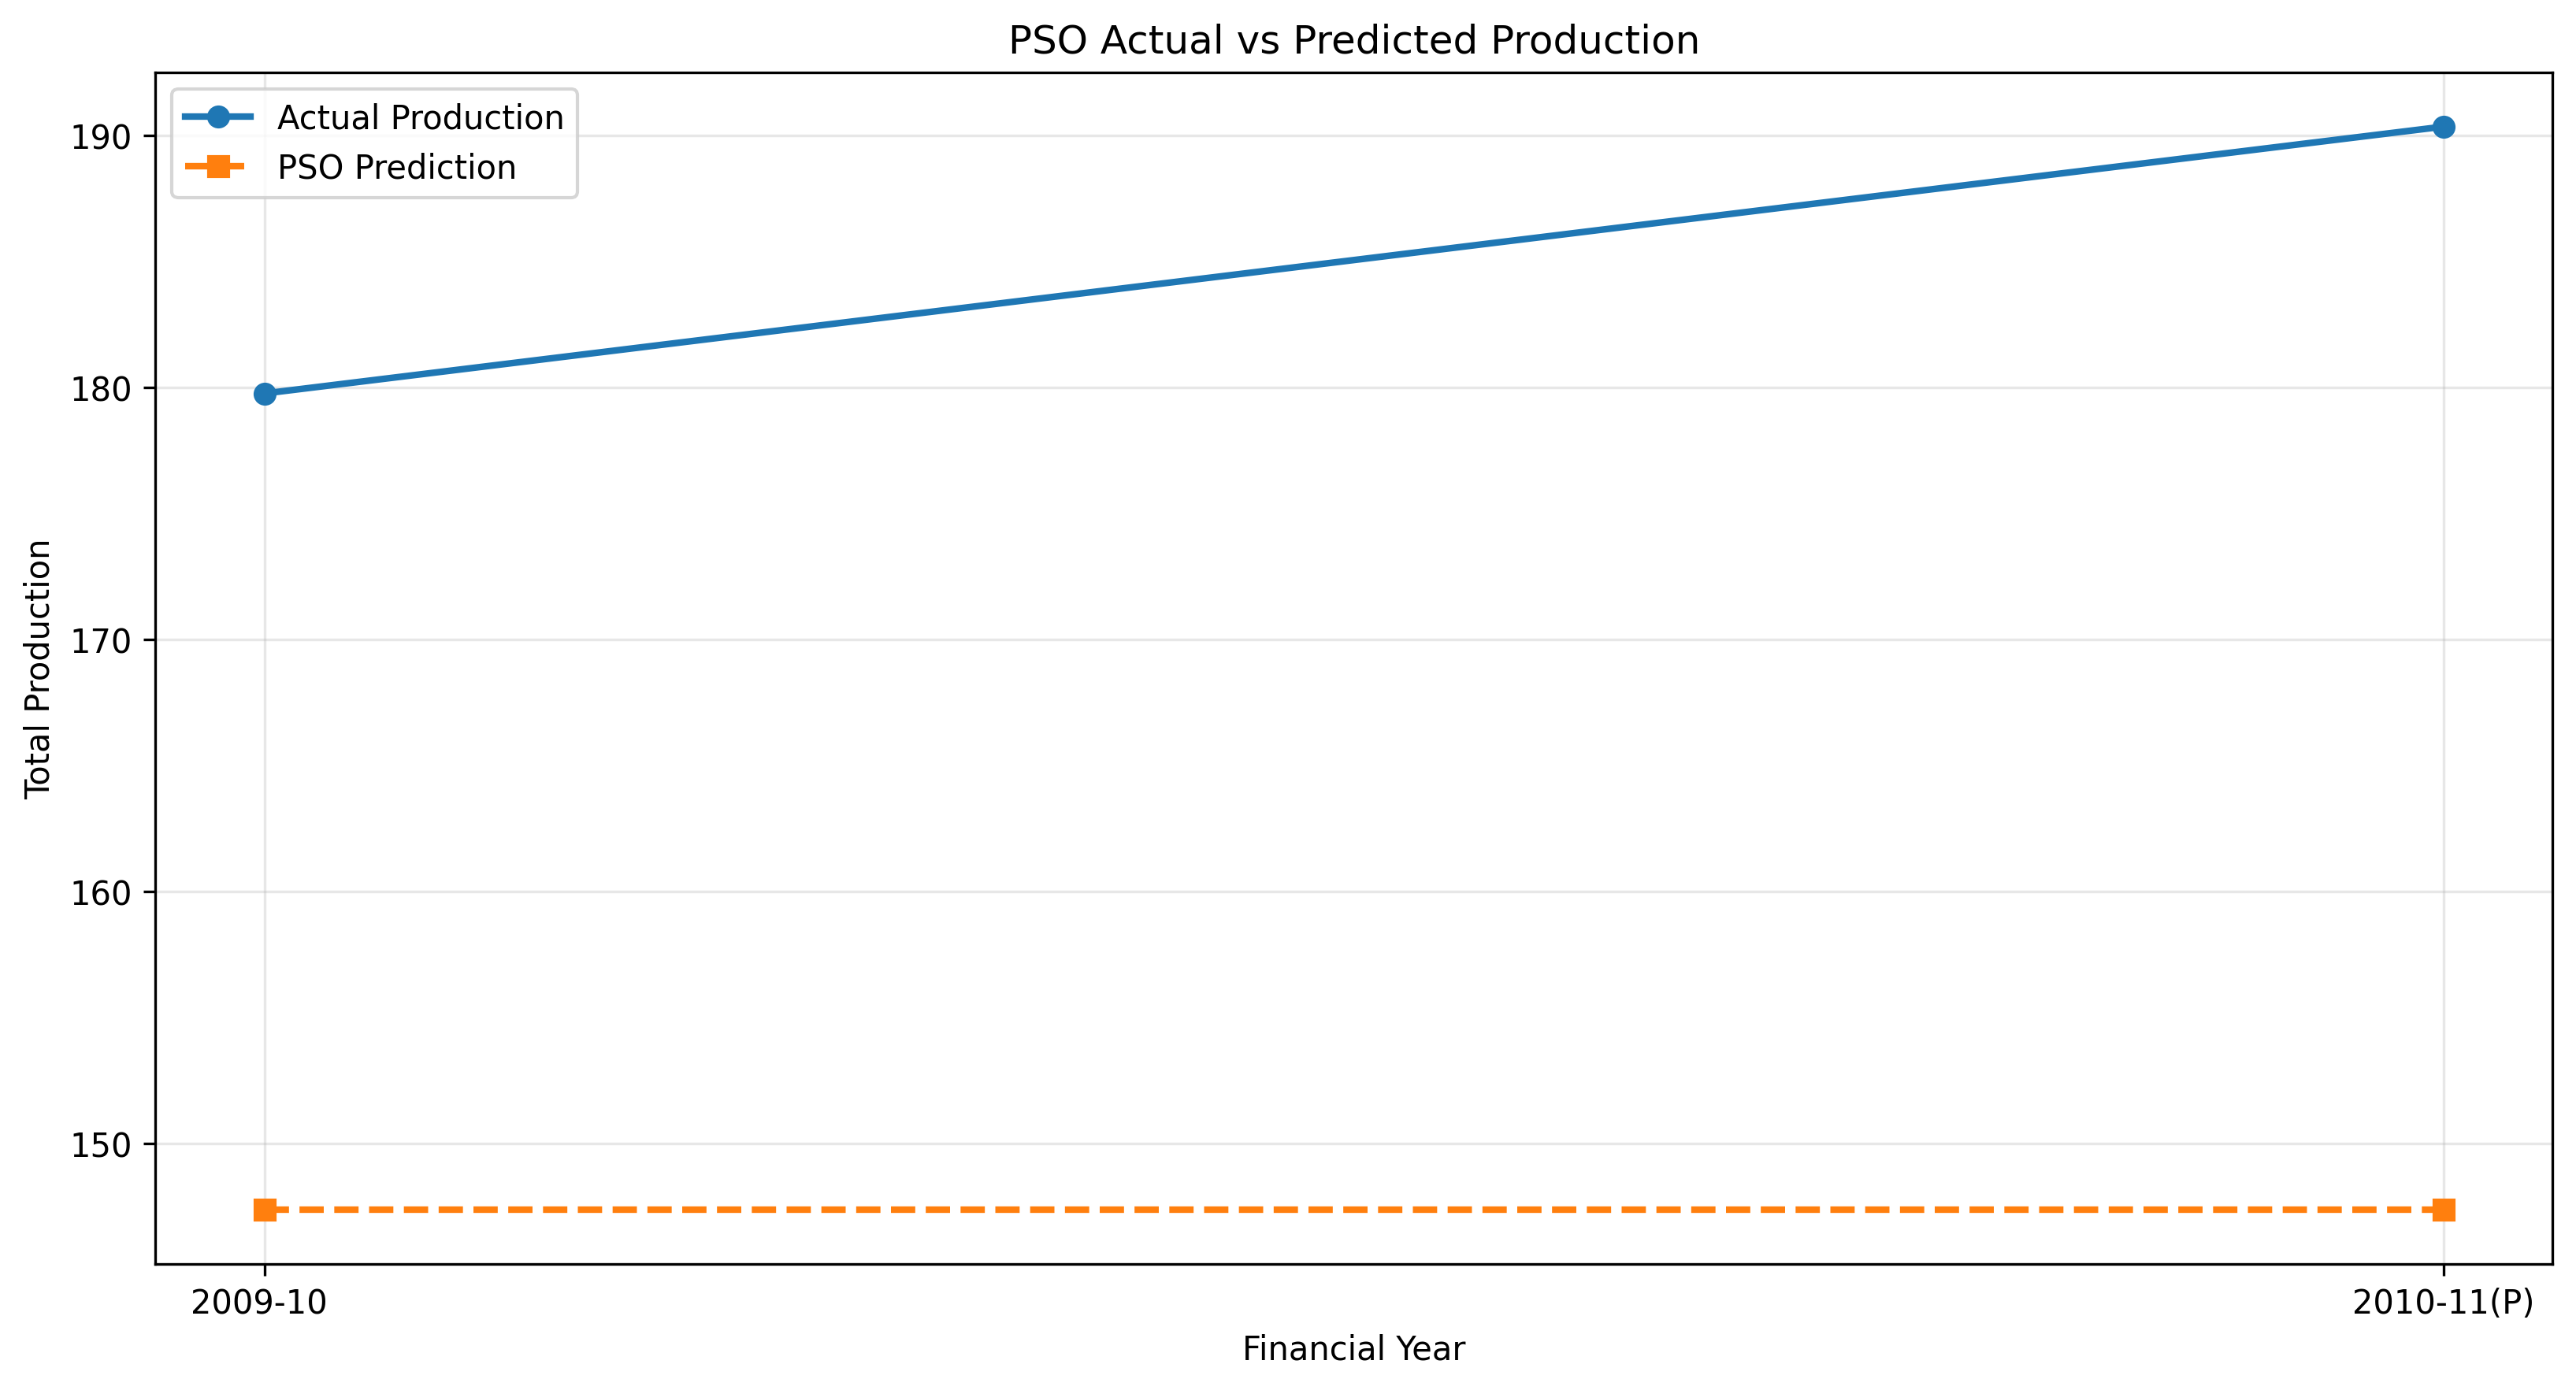 PSO Actual vs Predicted Production
Actual Production
PSO Prediction
Total Production
190
180
170
160
150
2009-10
2010-11(P)
Financial Year